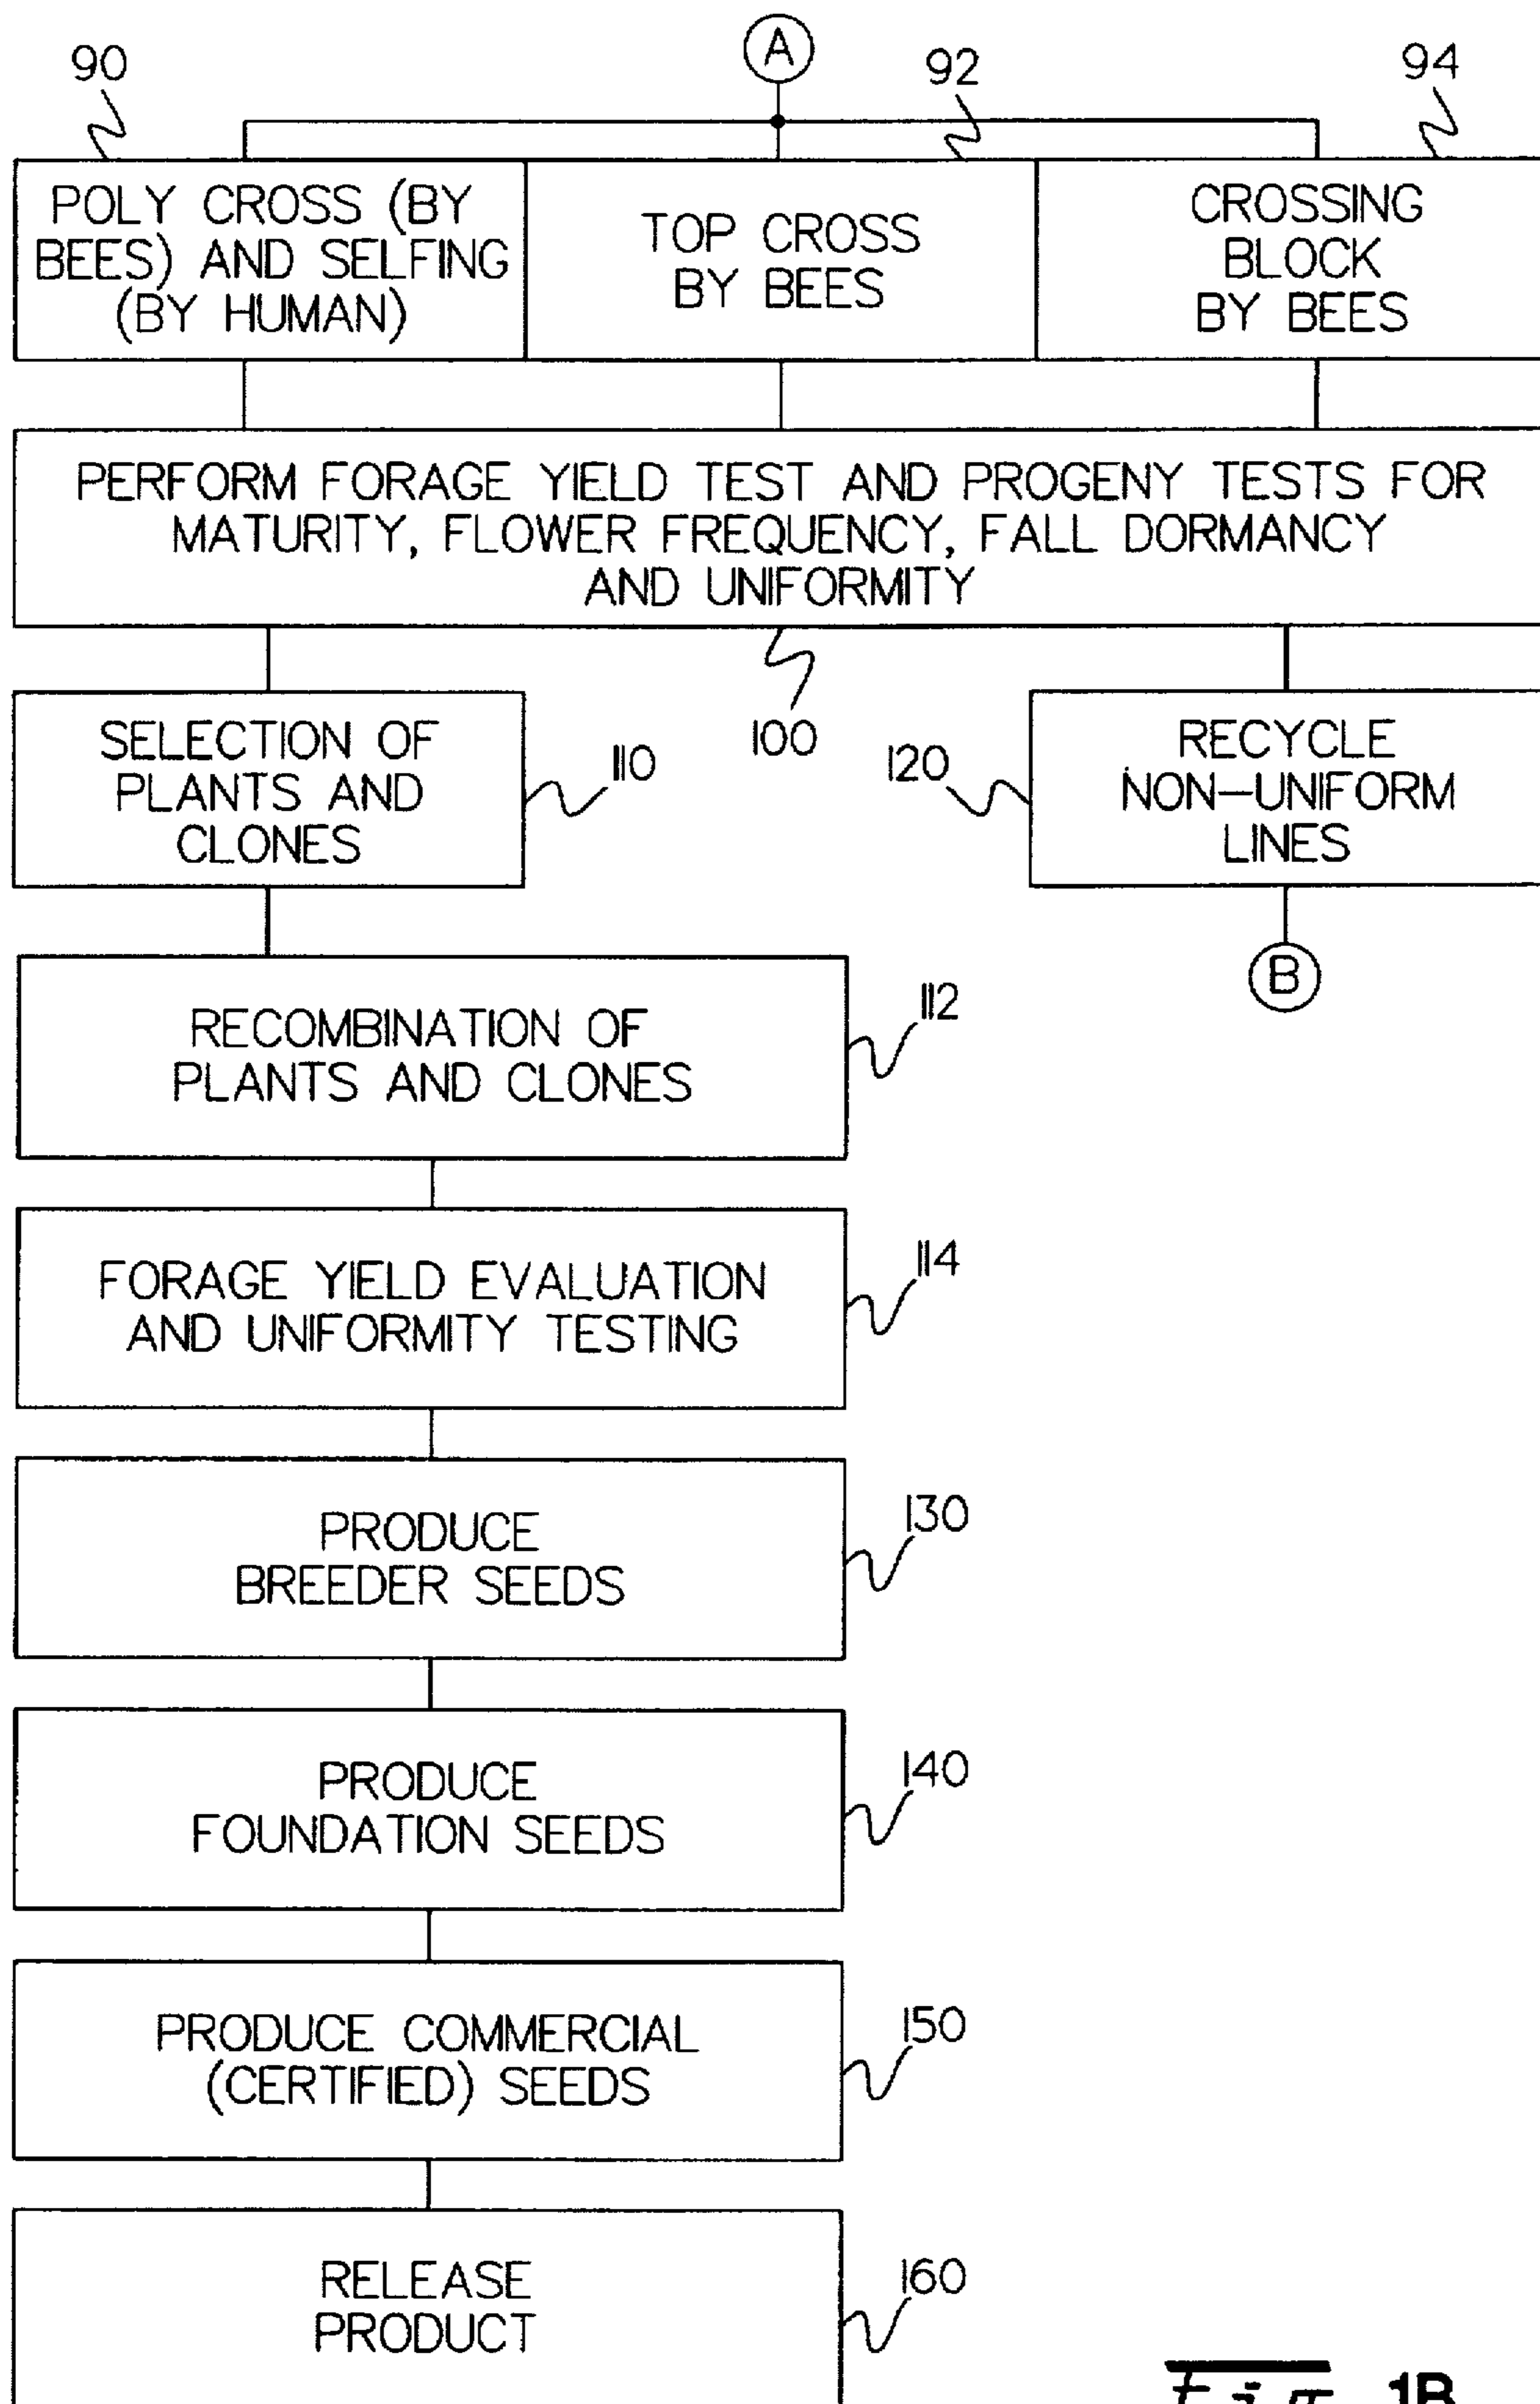 A
90
92
94
POLY CROSS (BY
BEES) AND SELFING
(BY HUMAN)
TOP CROSS
BY BEES
CROSSING
BLOCK
BY BEES
PERFORM FORAGE YIELD TEST AND PROGENY TESTS FOR
MATURITY, FLOWER FREQUENCY, FALL DORMANCY
AND UNIFORMITY
100
SELECTION OF
PLANTS AND
CLONES
110
120
RECYCLE
NON-UNIFORM
LINES
B
RECOMBINATION OF
PLANTS AND CLONES
112
FORAGE YIELD EVALUATION
AND UNIFORMITY TESTING
114
PRODUCE
BREEDER SEEDS
130
PRODUCE
FOUNDATION SEEDS
140
PRODUCE COMMERCIAL
(CERTIFIED) SEEDS
150
RELEASE
PRODUCT
160
Fig 1B